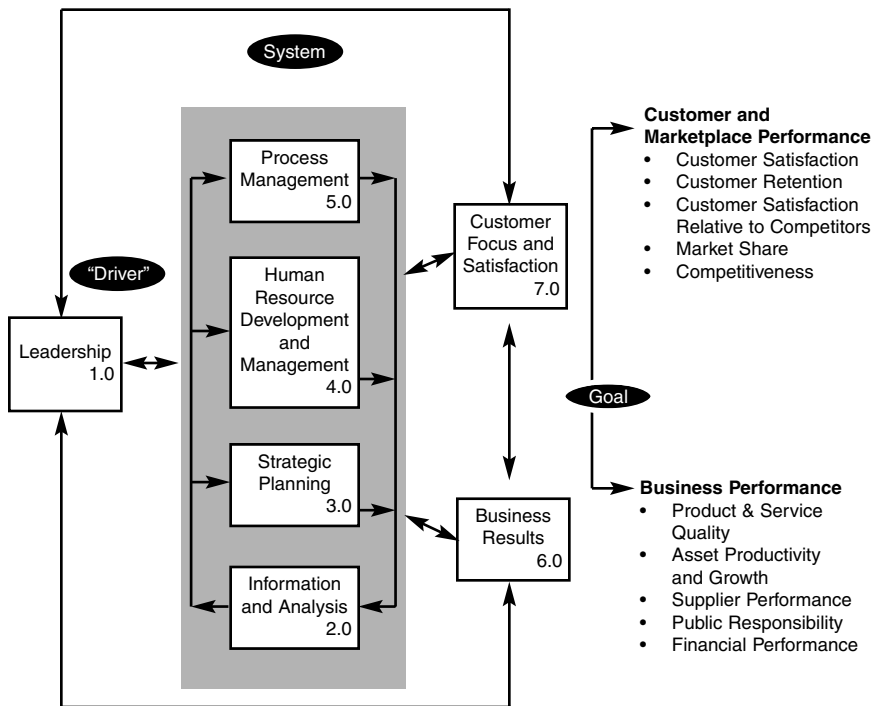 System
"Driver"
Leadership
1.0
Process
Management
5.0
Human
Resource
Development
and
Management
4.0
Strategic
Planning
3.0
Information
and Analysis
2.0
Customer
Focus and
Satisfaction
7.0
Business
Results
6.0
Goal
Customer and
Marketplace Performance
• Customer Satisfaction
• Customer Retention
• Customer Satisfaction
Relative to Competitors
• Market Share
• Competitiveness
Business Performance
• Product & Service
Quality
• Asset Productivity
and Growth
• Supplier Performance
• Public Responsibility
• Financial Performance